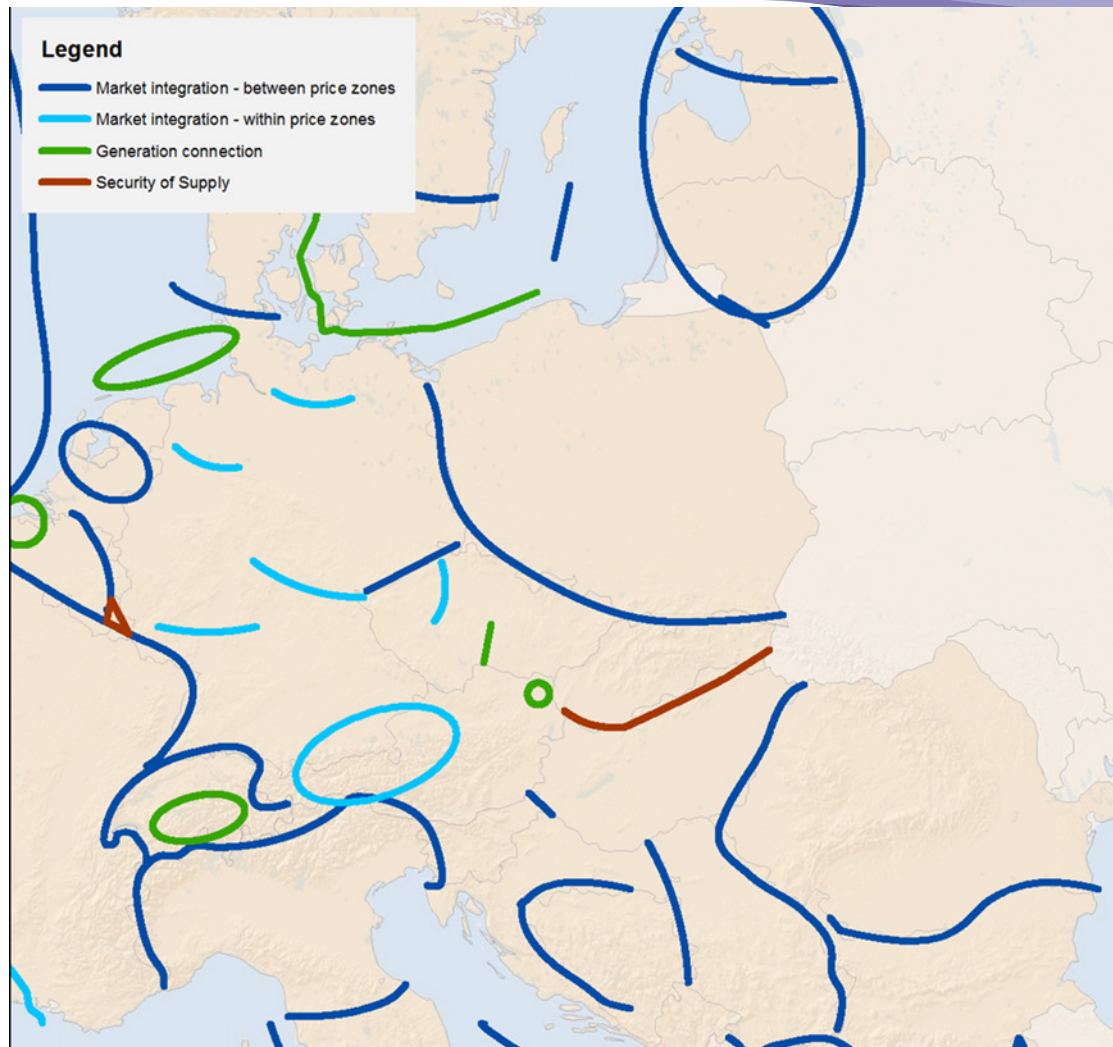 Legend
Market integration - between price zones
Market integration - within price zones
Generation connection
Security of Supply